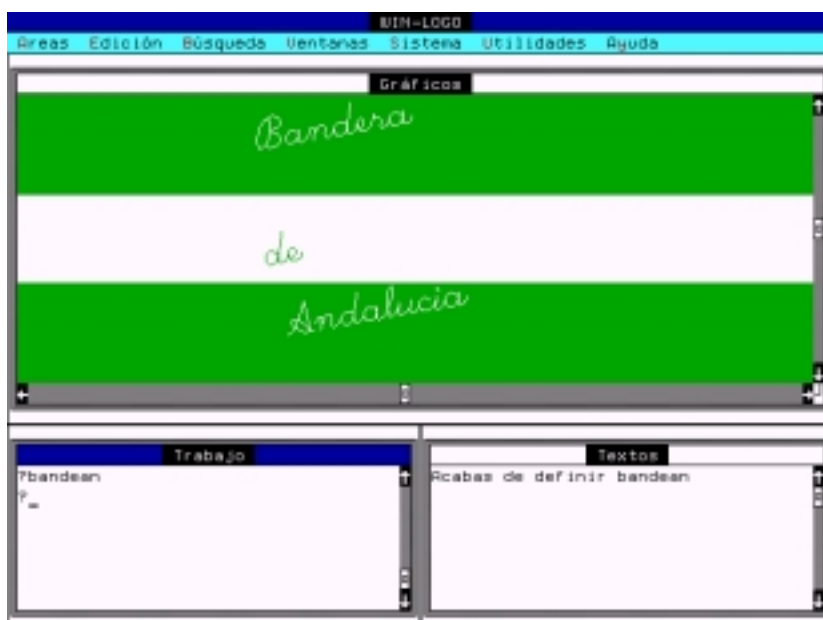 WIN-LOGO
Areas Edición Búsqueda Ventanas Sistema Utilidades Ayuda
Gráficos
Bandera
de
Andalucía
Trabajo
?bandean
?_
Textos
Acabas de definir bandean